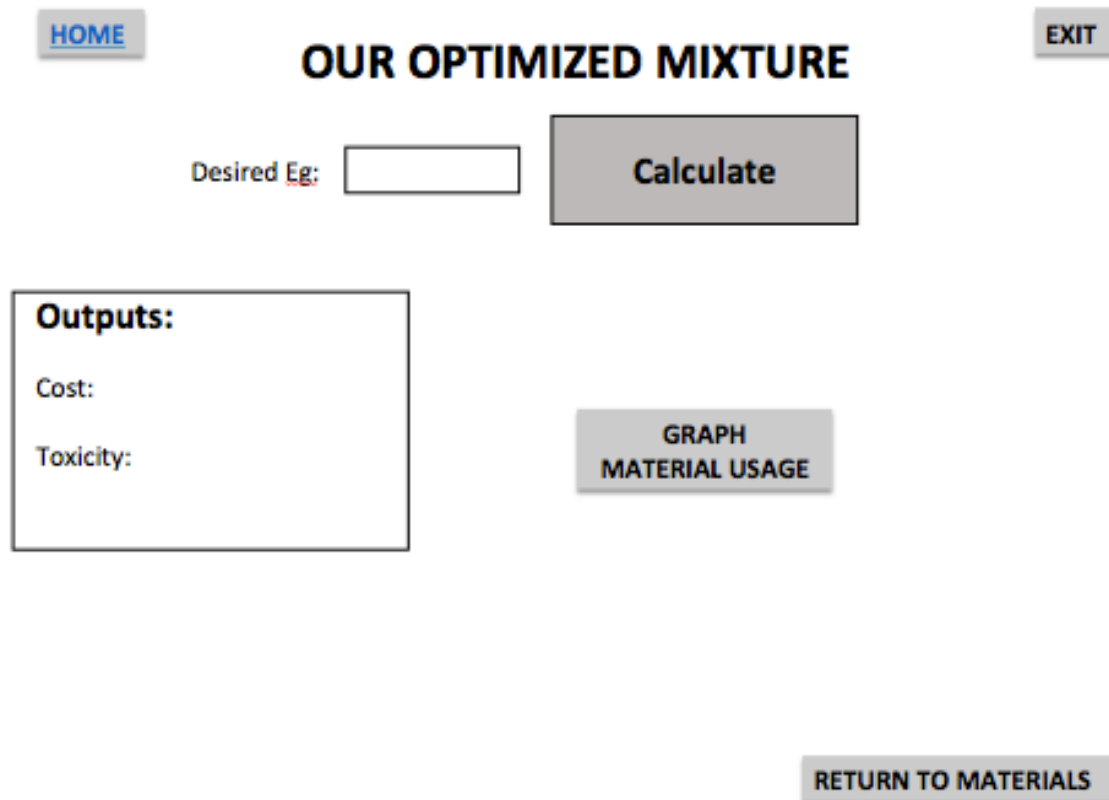 HOME
EXIT
OUR OPTIMIZED MIXTURE
Desired Eg:
Calculate
Outputs:
Cost:
Toxicity:
GRAPH
MATERIAL USAGE
RETURN TO MATERIALS